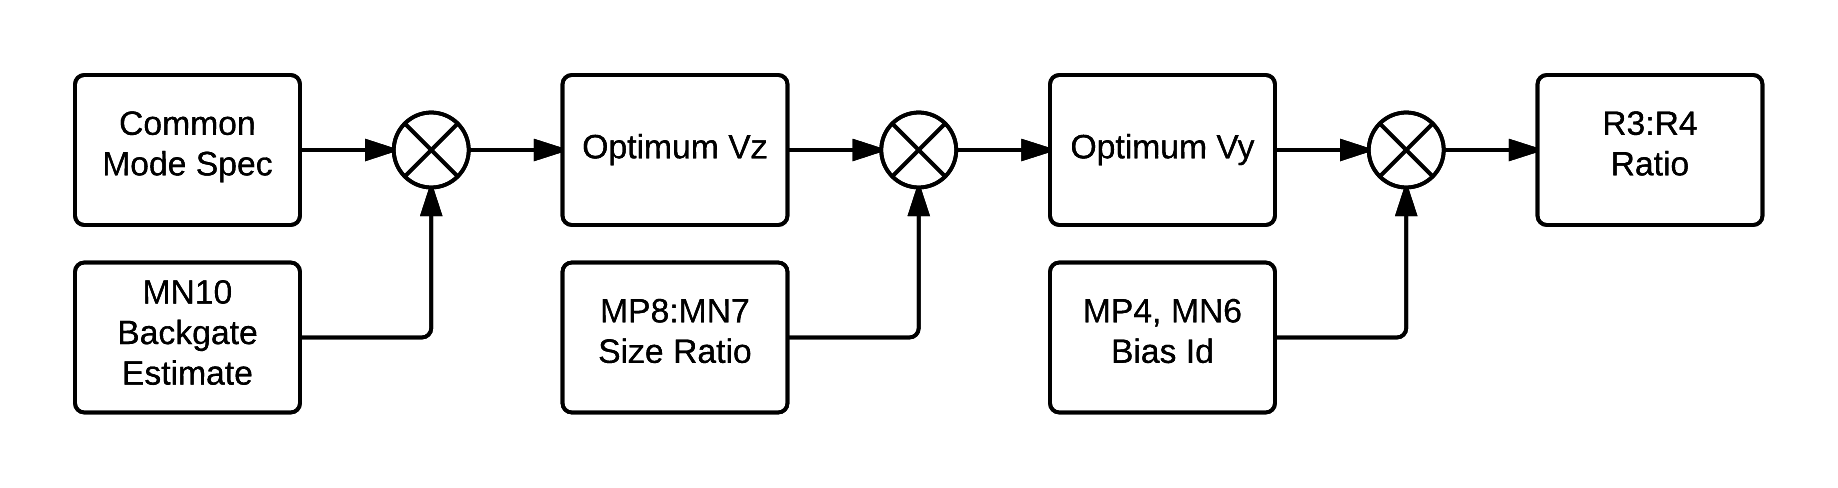 Common
Mode Spec
Optimum Vz
Optimum Vy
R3:R4
Ratio
MN10
Backgate
Estimate
MP8:MN7
Size Ratio
MP4, MN6
Bias Id